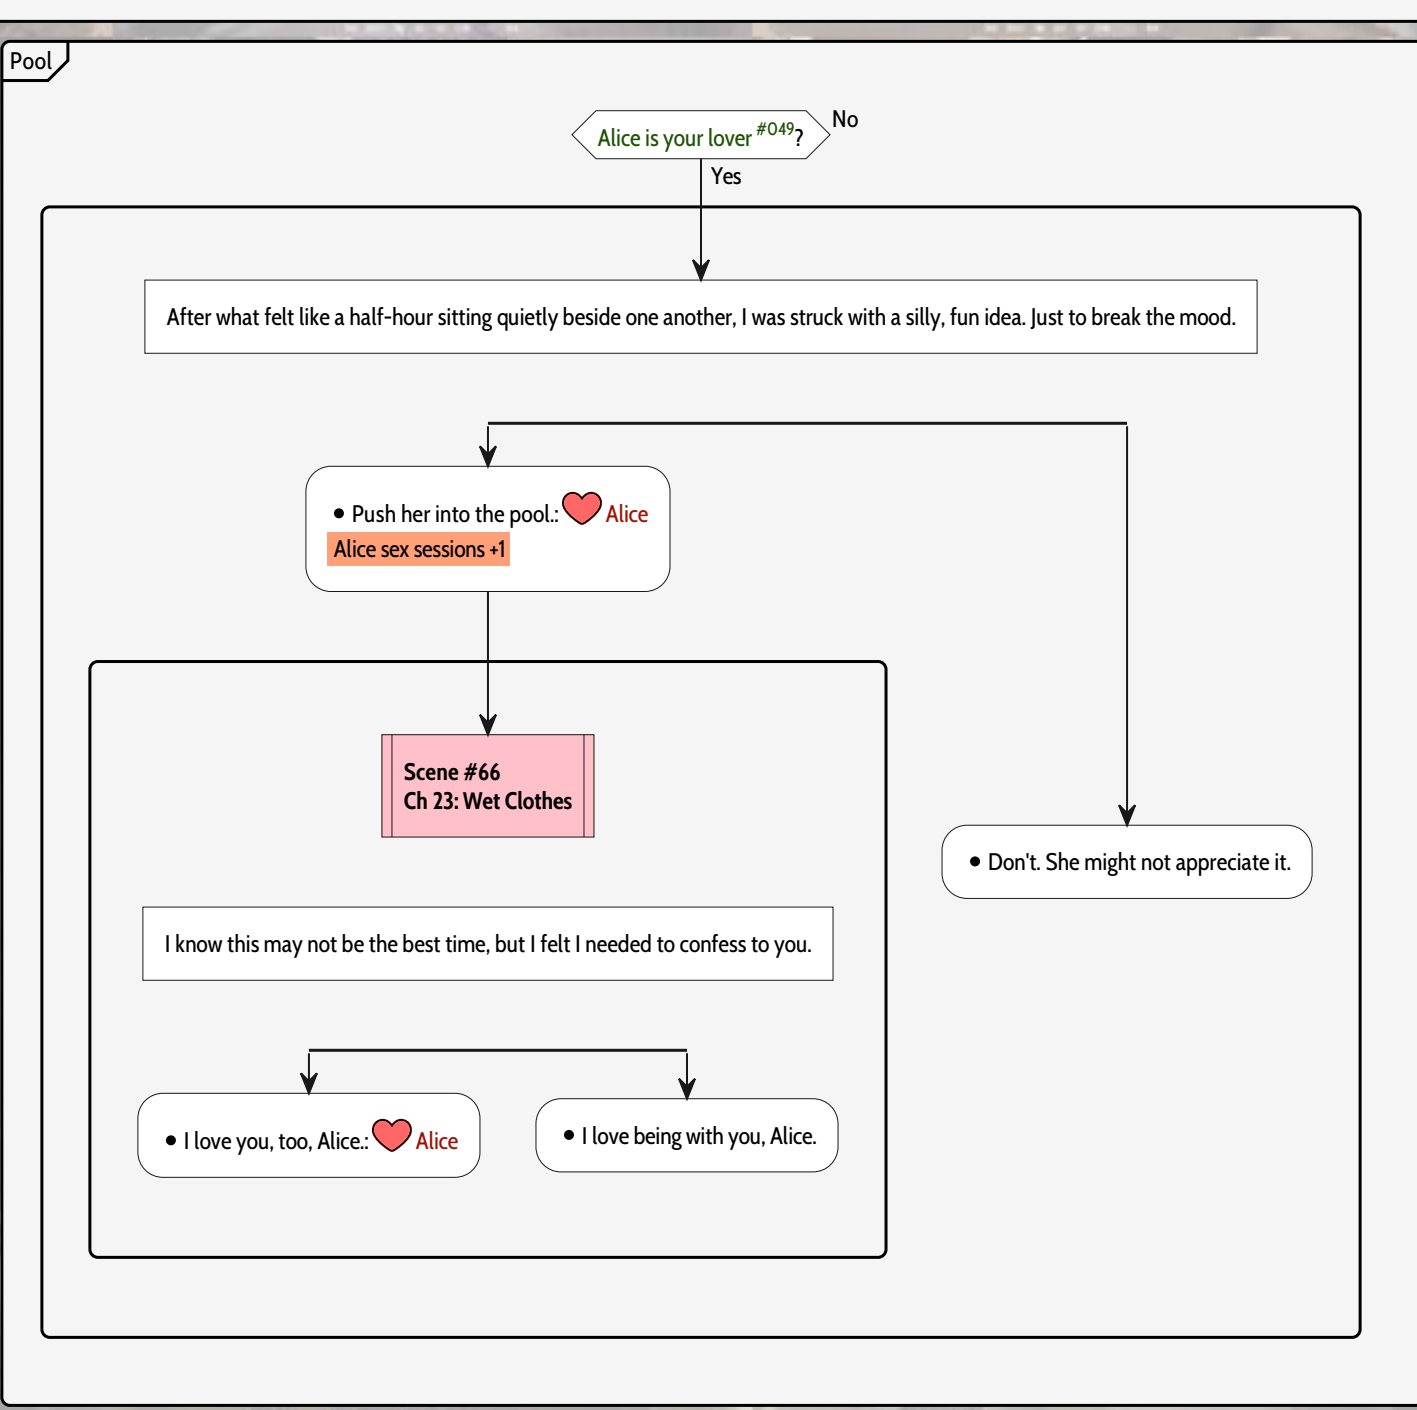 Pool
Alice is your lover #049?
No
Yes
After what felt like a half-hour sitting quietly beside one another, I was struck with a silly, fun idea. Just to break the mood.
• Push her into the pool.: Alice
Alice sex sessions +1
Scene #66
Ch 23: Wet Clothes
• Don't. She might not appreciate it.
I know this may not be the best time, but I felt I needed to confess to you.
• I love you, too, Alice.: Alice
• I love being with you, Alice.